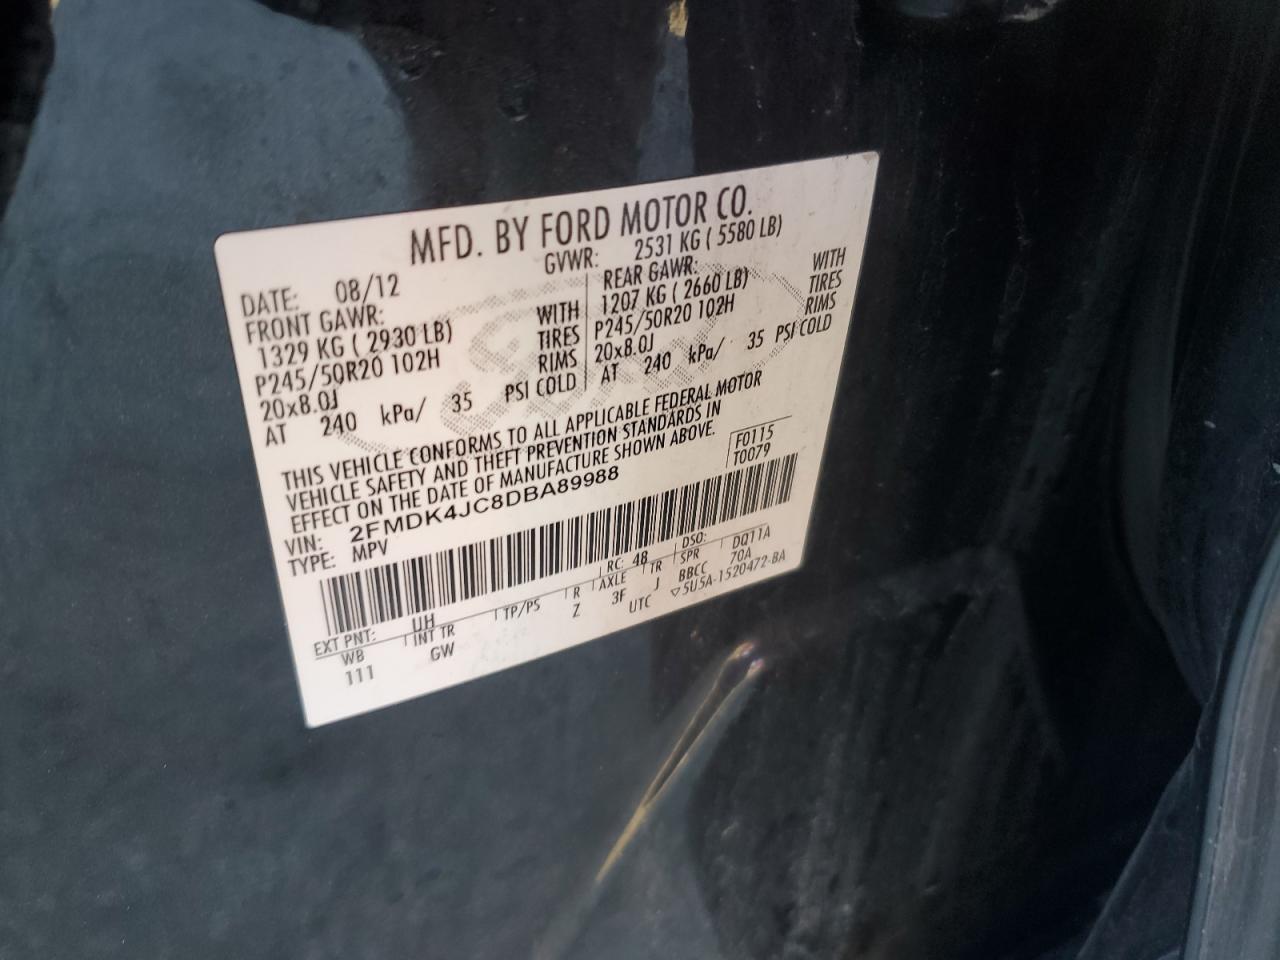 MFD. BY FORD MOTOR CO.
DATE: 08/12 GVWR: 2531 KG ( 5580 LB)
FRONT GAWR: REAR GAWR: WITH
1329 KG ( 2930 LB) WITH 1207 KG ( 2660 LB) TIRES
P245/50R20 102H TIRES P245/50R20 102H RIMS
20x8.0J RIMS 20x8.0J
AT 240 kPa/ 35 PSI COLD AT 240 kPa/ 35 PSI COLD
THIS VEHICLE CONFORMS TO ALL APPLICABLE FEDERAL MOTOR
VEHICLE SAFETY AND THEFT PREVENTION STANDARDS IN
EFFECT ON THE DATE OF MANUFACTURE SHOWN ABOVE.
F0115
VIN: 2FMDK4JC8DBA89988 T0079
TYPE: MPV
EXT PNT: UH RC: 48 DSO: DQ11A
WB INT TR TP/PS R AXLE TR SPR 70A
111 GW Z 3F J BBCC
UTC ▽5U5A-1520472-BA